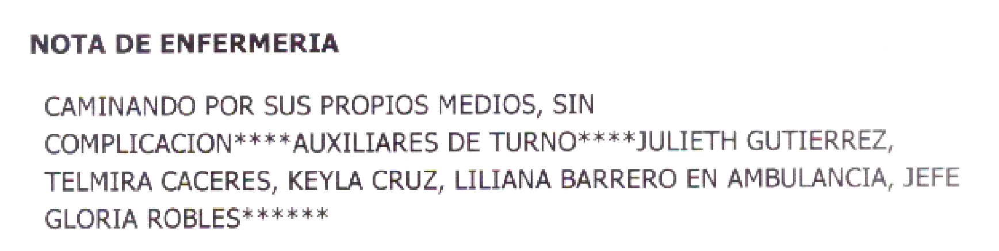 NOTA DE ENFERMERIA
CAMINANDO POR SUS PROPIOS MEDIOS, SIN
COMPLICACION****AUXILIARES DE TURNO****JULIETH GUTIERREZ,
TELMIRA CACERES, KEYLA CRUZ, LILIANA BARRERO EN AMBULANCIA, JEFE
GLORIA ROBLES******